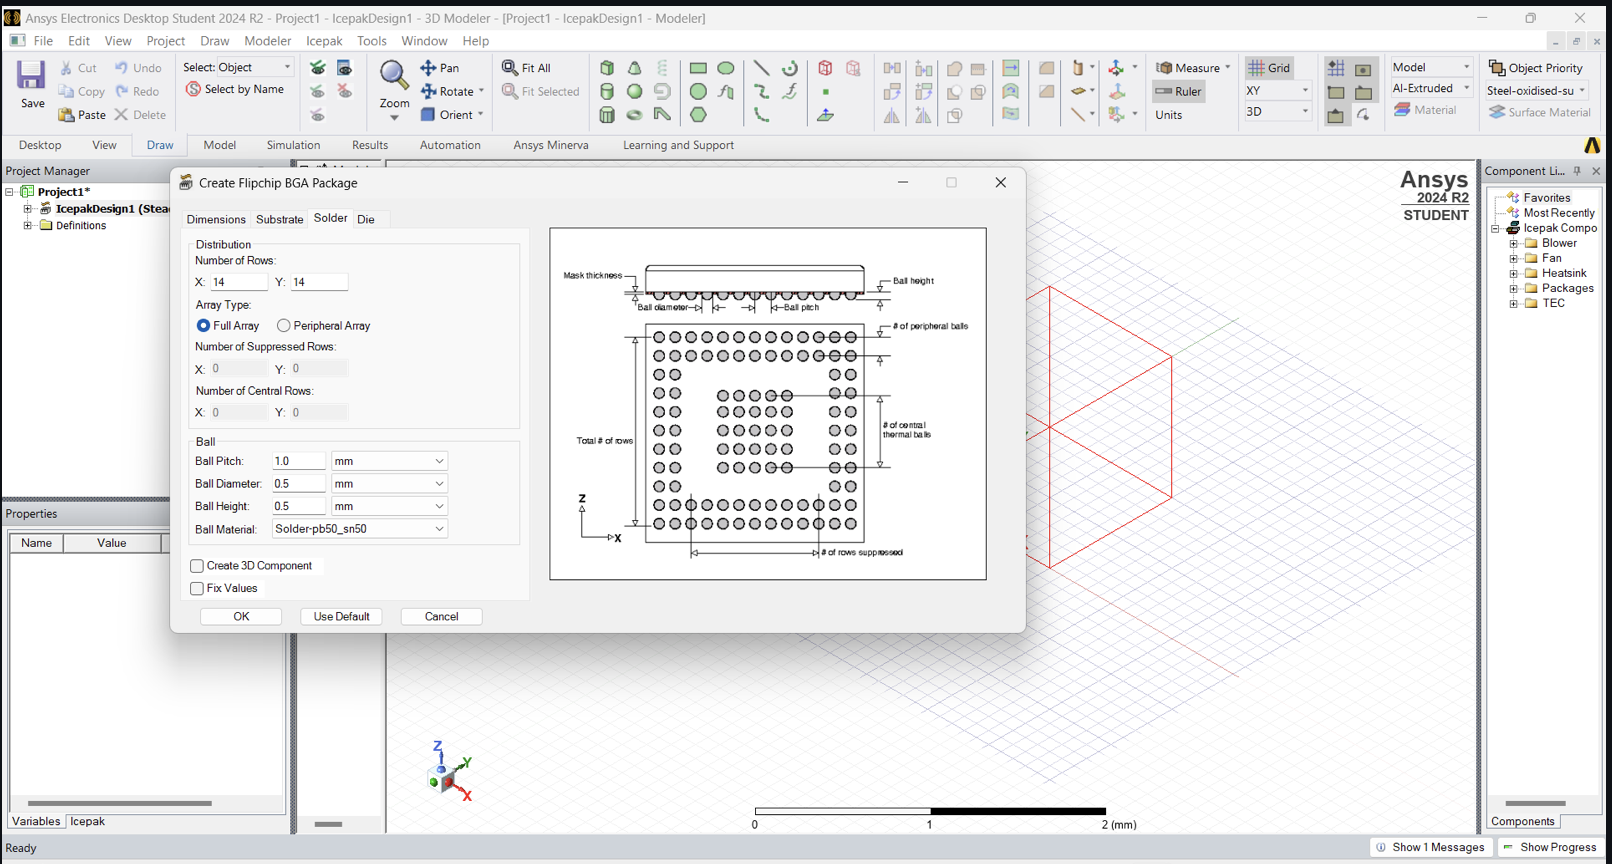 Ansys Electronics Desktop Student 2024 R2 - Project1 - IcepakDesign1 - 3D Modeler - [Project1 - IcepakDesign1 - Modeler]
File Edit View Project Draw Modeler Icepak Tools Window Help
Save
Cut
Copy
Paste
Undo
Redo
Delete
Select: Object
Select by Name
Zoom
Pan
Rotate
Orient
Fit All
Fit Selected
Measure
Ruler
Units
Grid
XY
3D
Model
Al-Extruded
Material
Object Priority
Steel-oxidised-su
Surface Material
Desktop View Draw Model Simulation Results Automation Ansys Minerva Learning and Support
Project Manager
Project1*
IcepakDesign1 (Stea
Definitions
Properties
Name Value
Variables Icepak
Create Flipchip BGA Package
Dimensions Substrate Solder Die
Distribution
Number of Rows:
X: 14 Y: 14
Array Type:
Full Array Peripheral Array
Number of Suppressed Rows:
X: 0 Y: 0
Number of Central Rows:
X: 0 Y: 0
Ball
Ball Pitch: 1.0 mm
Ball Diameter: 0.5 mm
Ball Height: 0.5 mm
Ball Material: Solder-pb50_sn50
Create 3D Component
Fix Values
OK Use Default Cancel
Mask thickness
Ball height
Ball diameter
Ball pitch
# of peripheral balls
Total # of rows
# of central
thermal balls
Z
X
# of rows suppressed
Ansys
2024 R2
STUDENT
Z
Y
X
0 1 2 (mm)
Component Li...
Favorites
Most Recently
Icepak Compo
Blower
Fan
Heatsink
Packages
TEC
Components
Ready
Show 1 Messages Show Progress